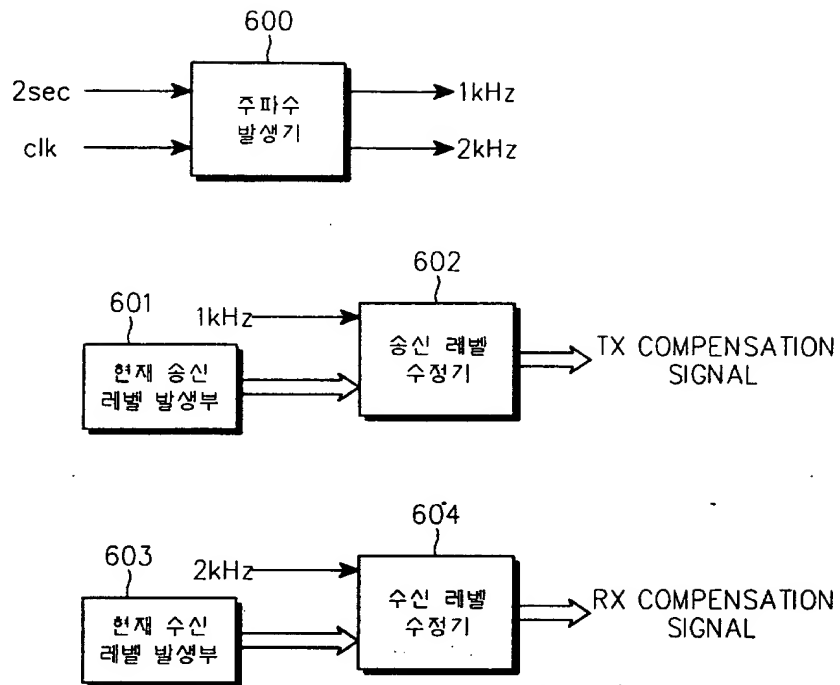 600
2sec
clk
주파수
발생기
1kHz
2kHz
602
601
1kHz
송신 레벨
수정기
현재 송신
레벨 발생부
TX COMPENSATION
SIGNAL
604
603
2kHz
수신 레벨
수정기
현재 수신
레벨 발생부
RX COMPENSATION
SIGNAL